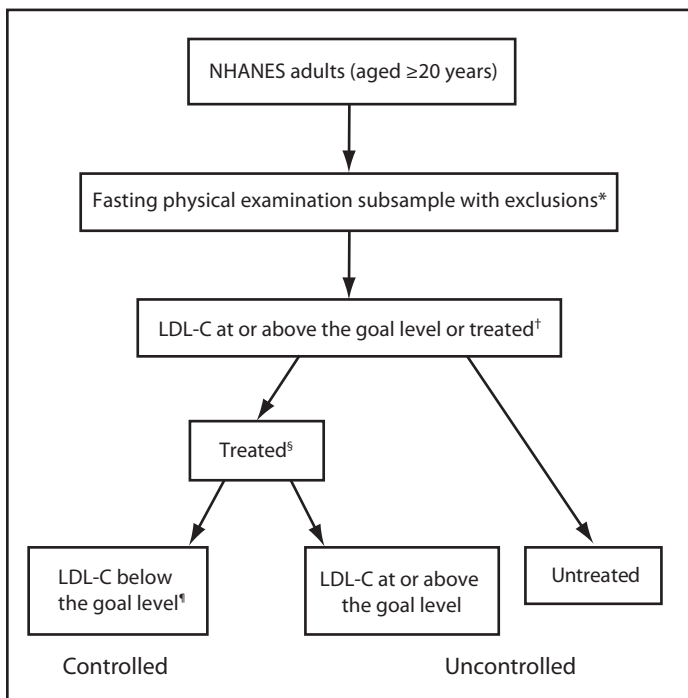 NHANES adults (aged ≥20 years)
Fasting physical examination subsample with exclusions*
LDL-C at or above the goal level or treated†
Treated§
LDL-C below
the goal level¶
LDL-C at or above
the goal level
Untreated
Controlled
Uncontrolled